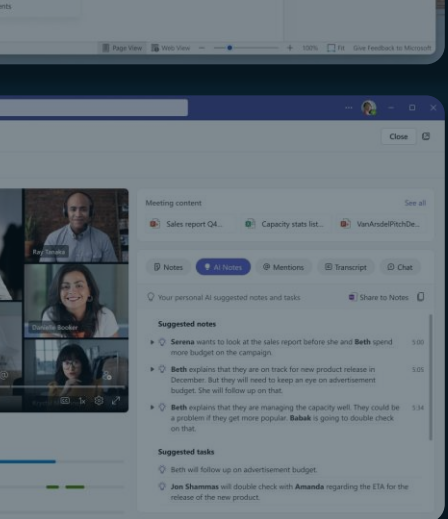 ents
Page View Web View − + 100% Fit Give Feedback to Microsoft
Close
Meeting content See all
Sales report Q4... Capacity stats list... VanArsdelPitchDe...
Ray Tanaka
Notes AI Notes @ Mentions Transcript Chat
Danielle Booker
Your personal AI suggested notes and tasks Share to Notes
Suggested notes
Serena wants to look at the sales report before she and Beth spend 5:00
more budget on the campaign.
Beth explains that they are on track for new product release in 5:05
December. But they will need to keep an eye on advertisement
budget. She will follow up on that.
Beth explains that they are managing the capacity well. They could be 5:34
a problem if they get more popular. Babak is going to double check
on that.
1x
Suggested tasks
Beth will follow up on advertisement budget.
Jon Shammas will double check with Amanda regarding the ETA for the
release of the new product.